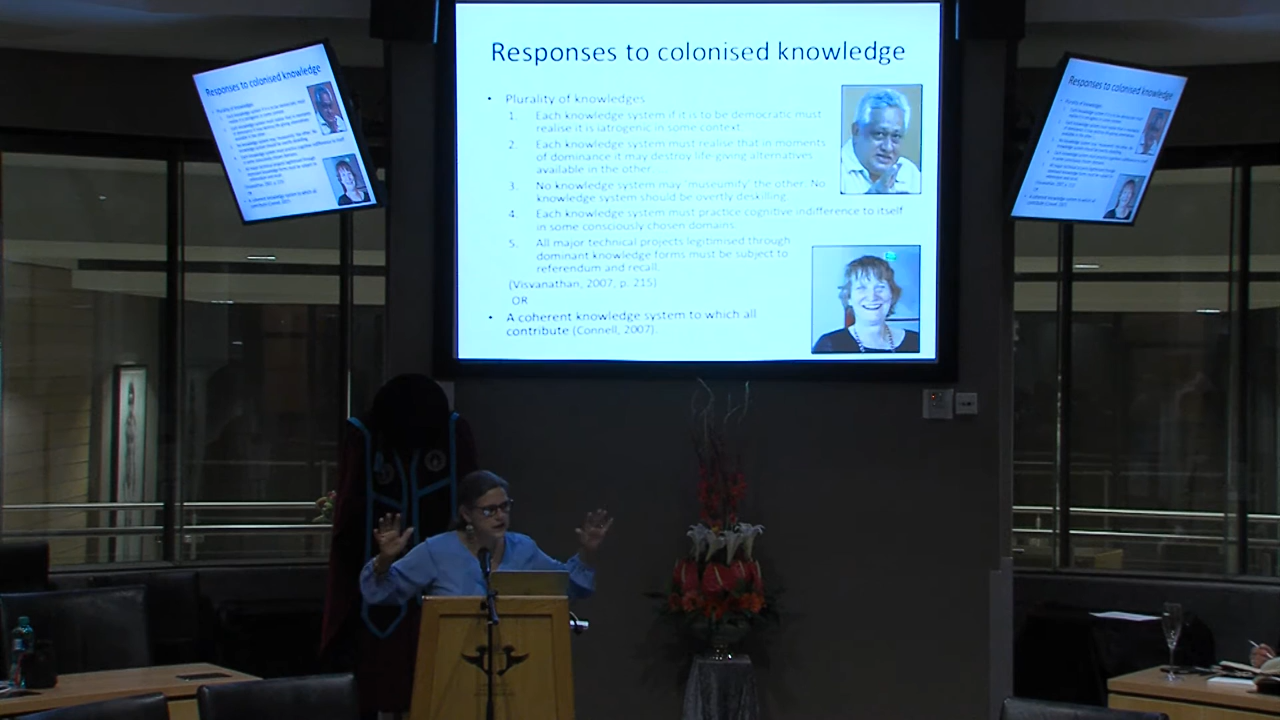 Responses to colonised knowledge
• Plurality of knowledges
1. Each knowledge system if it is to be democratic must
realise it is iatrogenic in some context.
2. Each knowledge system must realise that in moments
of dominance it may destroy life-giving alternatives
available in the other.
3. No knowledge system may 'museumify' the other. No
knowledge system should be overtly deskilling.
4. Each knowledge system must practice cognitive indifference to itself
in some consciously chosen domains.
5. All major technical projects legitimised through
dominant knowledge forms must be subject to
referendum and recall.
(Visvanathan, 2007, p. 215)
OR
• A coherent knowledge system to which all
contribute (Connell, 2007).
Responses to colonised knowledge
Responses to colonised knowledge